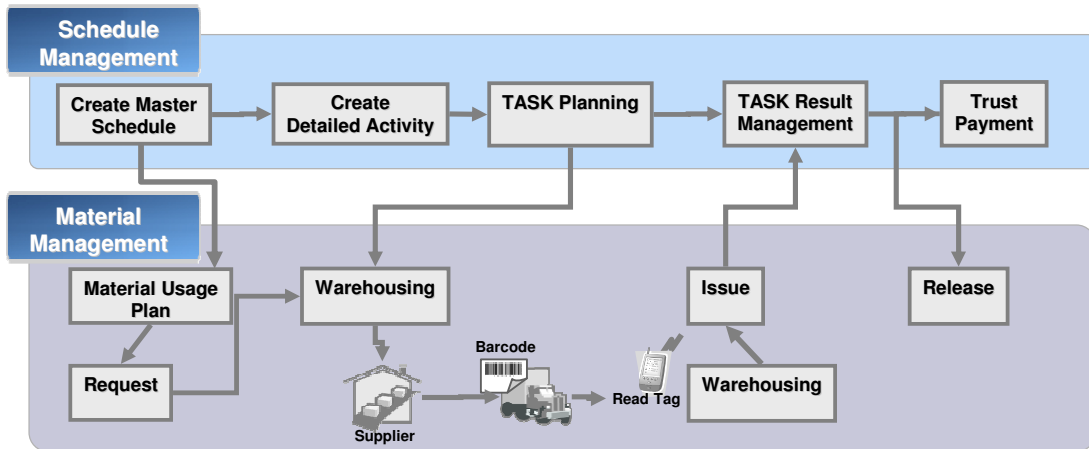 Schedule
Management
Create Master
Schedule
Create
Detailed Activity
TASK Planning
TASK Result
Management
Trust
Payment
Material
Management
Material Usage
Plan
Warehousing
Issue
Release
Request
Barcode
Read Tag
Warehousing
Supplier